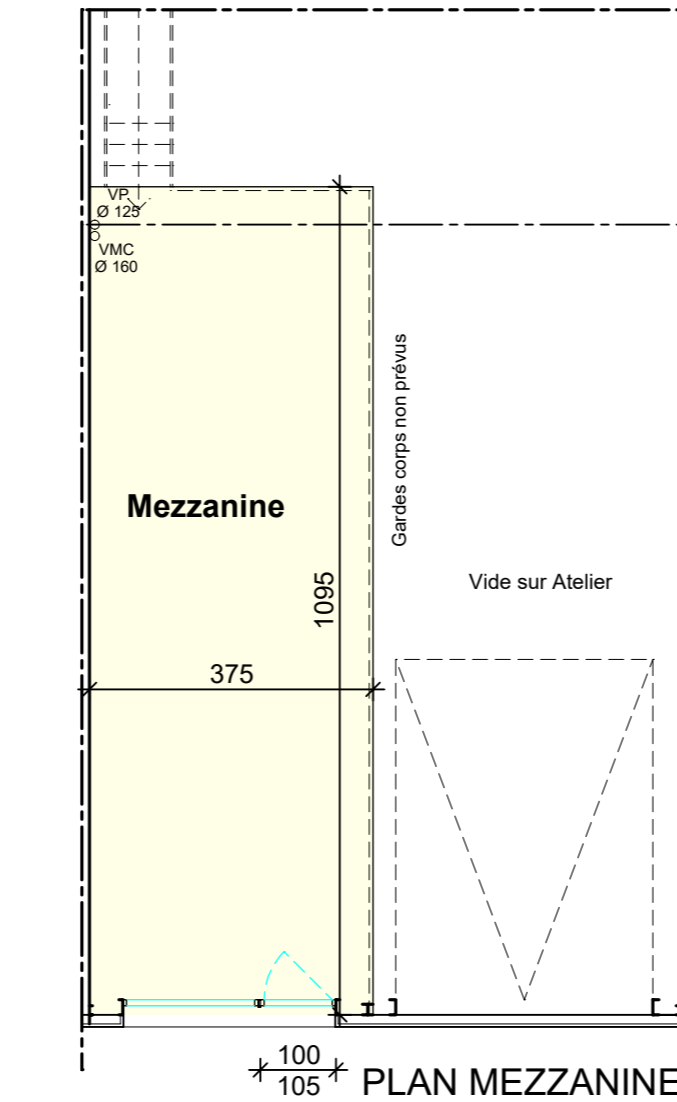 VP
Ø 125
VMC
Ø 160
Gardes corps non prévus
Mezzanine
Vide sur Atelier
1095
375
100
105
PLAN MEZZANINE